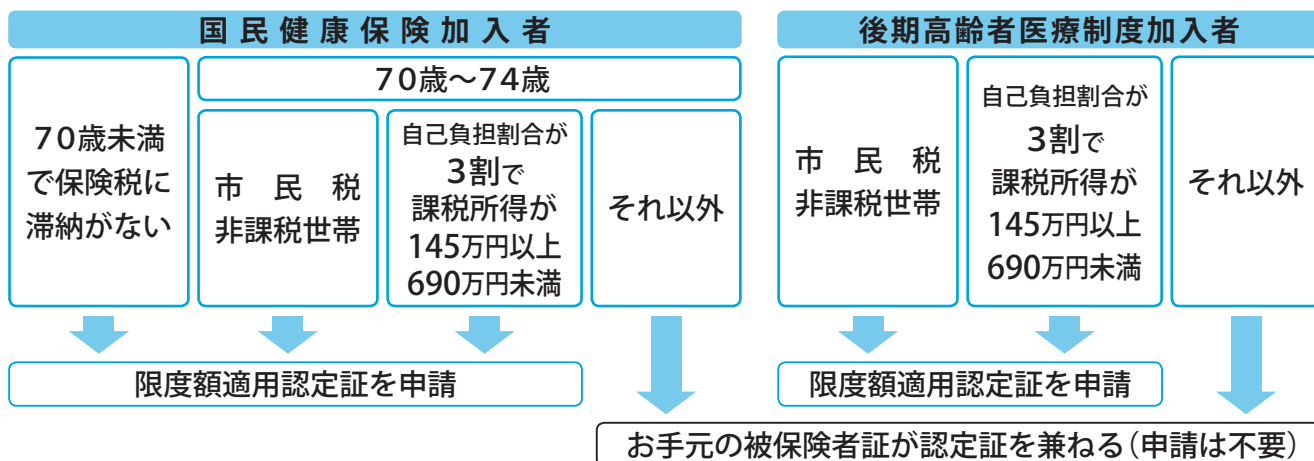 国民健康保険加入者
70歳未満
で保険税に
滞納がない
70歳～74歳
市民税
非課税世帯
自己負担割合が
3割で
課税所得が
145万円以上
690万円未満
それ以外
限度額適用認定証を申請
後期高齢者医療制度加入者
市民税
非課税世帯
自己負担割合が
3割で
課税所得が
145万円以上
690万円未満
それ以外
限度額適用認定証を申請
お手元の被保険者証が認定証を兼ねる(申請は不要)